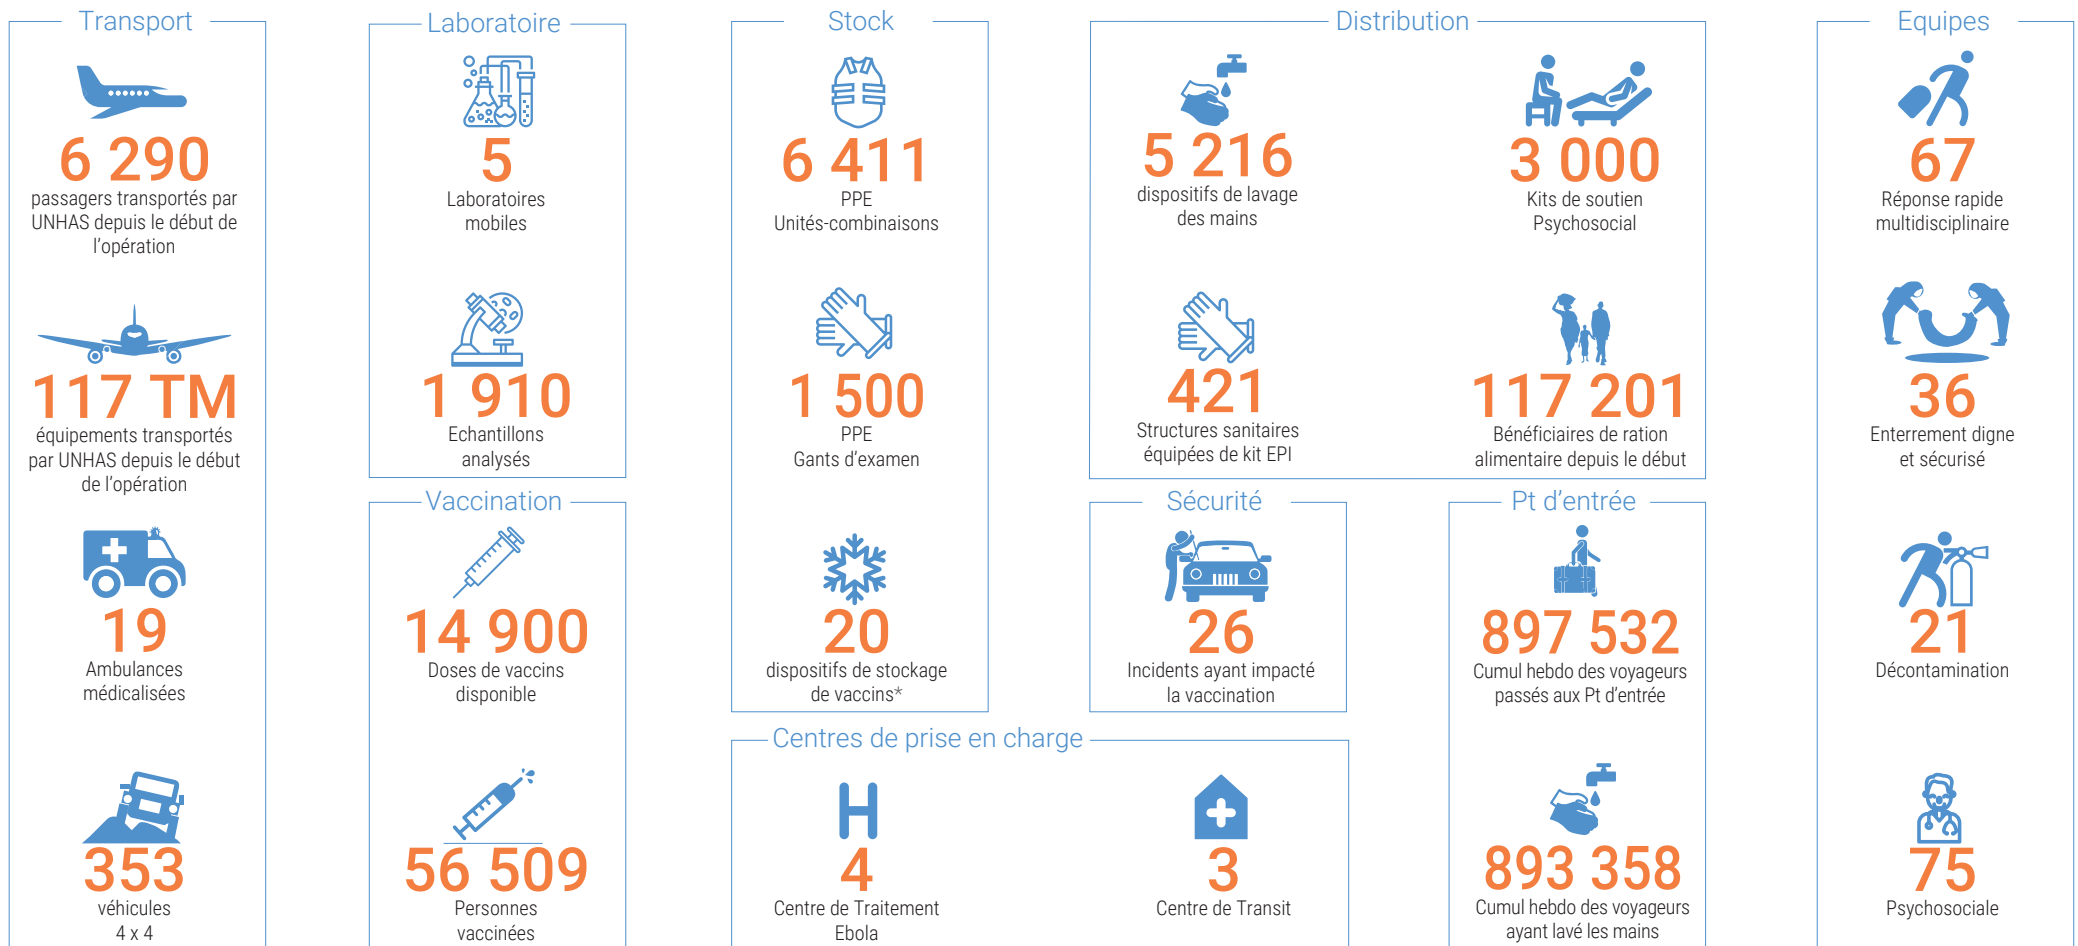 Transport
6 290
passagers transportés par
UNHAS depuis le début de
l'opération
117 TM
équipements transportés
par UNHAS depuis le début
de l'opération
19
Ambulances
médicalisées
353
véhicules
4 x 4
Laboratoire
5
Laboratoires
mobiles
1 910
Echantillons
analysés
Vaccination
14 900
Doses de vaccins
disponible
56 509
Personnes
vaccinées
Stock
6 411
PPE
Unités-combinaisons
1 500
PPE
Gants d'examen
20
dispositifs de stockage
de vaccins*
Distribution
5 216
dispositifs de lavage
des mains
3 000
Kits de soutien
Psychosocial
421
Structures sanitaires
équipées de kit EPI
117 201
Bénéficiaires de ration
alimentaire depuis le début
Sécurité
26
Incidents ayant impacté
la vaccination
Pt d'entrée
897 532
Cumul hebdo des voyageurs
passés aux Pt d'entrée
893 358
Cumul hebdo des voyageurs
ayant lavé les mains
Centres de prise en charge
H
4
Centre de Traitement
Ebola
3
Centre de Transit
Equipes
67
Réponse rapide
multidisciplinaire
36
Enterrement digne
et sécurisé
21
Décontamination
75
Psychosociale